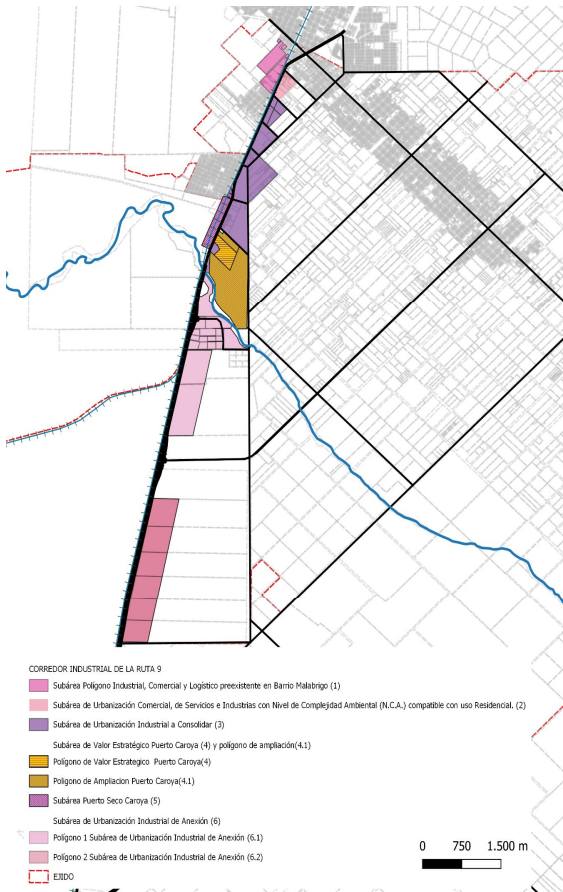 CORREDOR INDUSTRIAL DE LA RUTA 9
Subárea Polígono Industrial, Comercial y Logístico preexistente en Barrio Malabrigo (1)
Subárea de Urbanización Comercial, de Servicios e Industrias con Nivel de Complejidad Ambiental (N.C.A.) compatible con uso Residencial. (2)
Subárea de Urbanización Industrial a Consolidar (3)
Subárea de Valor Estratégico Puerto Caroya (4) y polígono de ampliación(4.1)
Polígono de Valor Estrategico Puerto Caroya(4)
Poligono de Ampliacion Puerto Caroya(4.1)
Subárea Puerto Seco Caroya (5)
Subárea de Urbanización Industrial de Anexión (6)
Polígono 1 Subárea de Urbanización Industrial de Anexión (6.1)
Polígono 2 Subárea de Urbanización Industrial de Anexión (6.2)
EJIDO
0 750 1.500 m